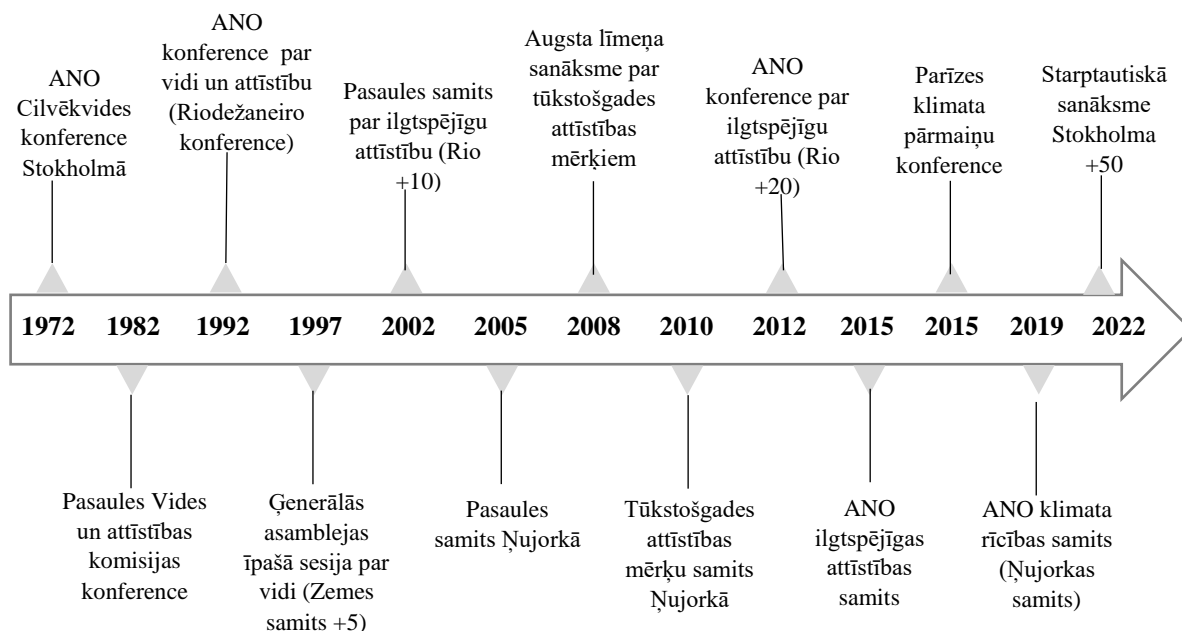 ANO
Cilvēkvides
konference
Stokholmā
ANO
konference par
vidi un attīstību
(Riodežaneiro
konference)
Pasaules samits
par ilgtspējīgu
attīstību (Rio
+10)
Augsta līmeņa
sanāksme par
tūkstošgades
attīstības
mērķiem
ANO
konference par
ilgtspējīgu
attīstību (Rio
+20)
Parīzes
klimata
pārmaiņu
konference
Starptautiskā
sanāksme
Stokholma
+50
1972 1982 1992 1997 2002 2005 2008 2010 2012 2015 2015 2019 2022
Pasaules Vides
un attīstības
komisijas
konference
Ģenerālās
asamblejas
īpašā sesija par
vidi (Zemes
samits +5)
Pasaules
samits Ņujorkā
Tūkstošgades
attīstības
mērķu samits
Ņujorkā
ANO
ilgtspējīgas
attīstības
samits
ANO klimata
rīcības samits
(Ņujorkas
samits)